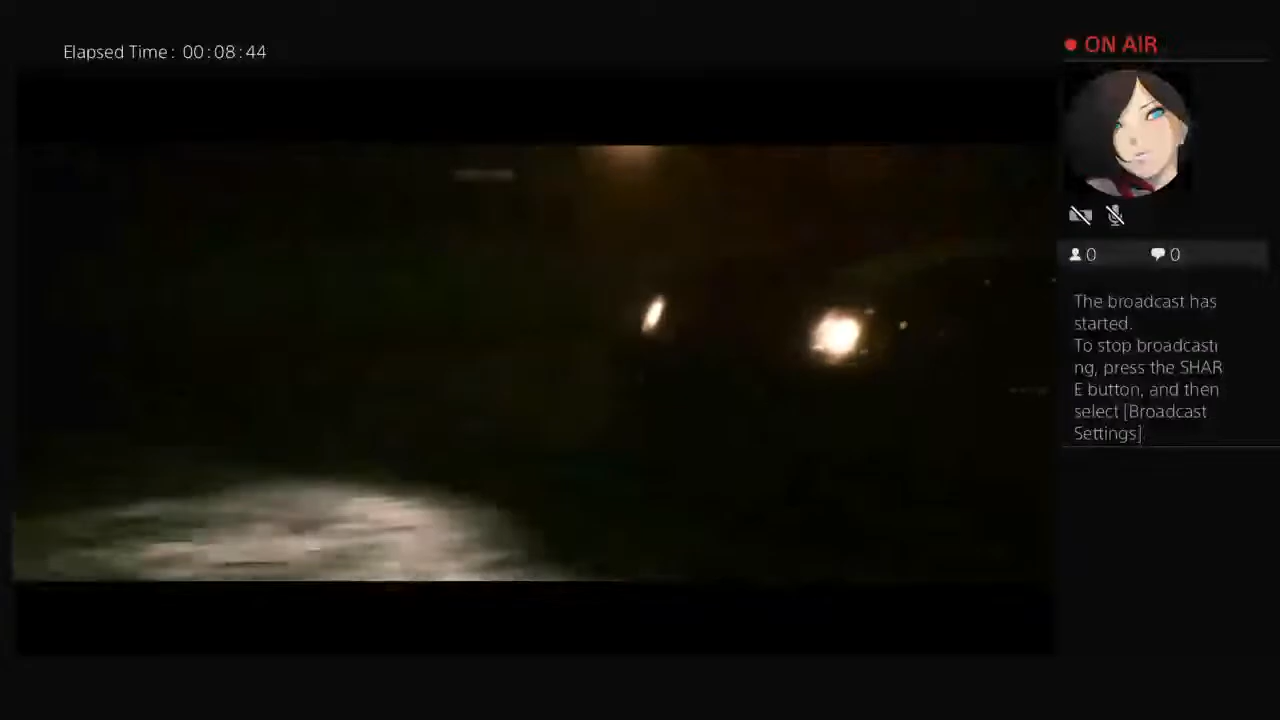 Elapsed Time: 00:08:44
ON AIR
0 0
The broadcast has
started.
To stop broadcasti
ng, press the SHAR
E button, and then
select [Broadcast
Settings]